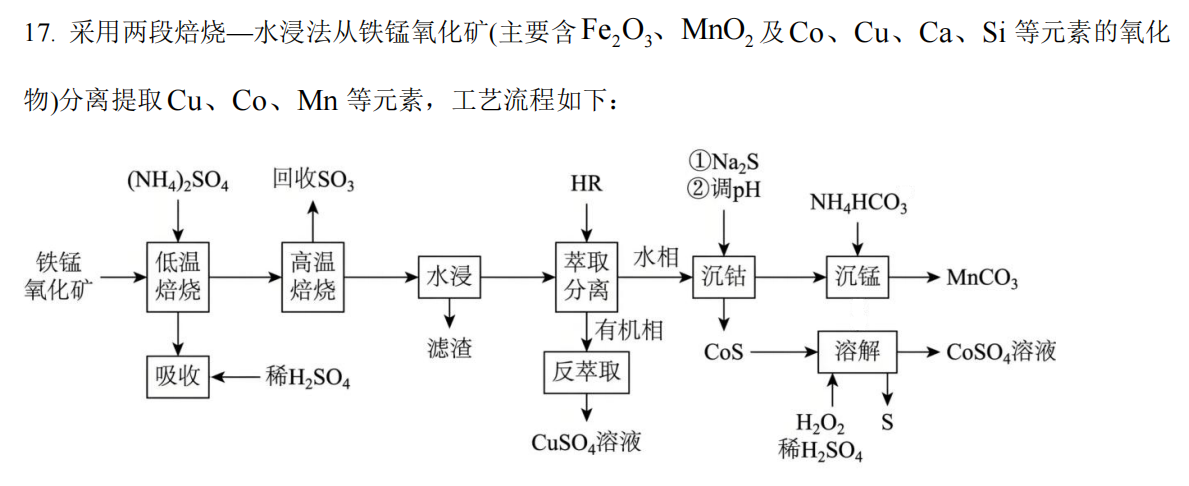 17. 采用两段焙烧—水浸法从铁锰氧化矿(主要含Fe₂O₃、MnO₂及Co、Cu、Ca、Si等元素的氧化
物)分离提取Cu、Co、Mn等元素，工艺流程如下：
(NH₄)₂SO₄
回收SO₃
HR
①Na₂S
②调pH
NH₄HCO₃
铁锰
氧化矿
低温
焙烧
高温
焙烧
水浸
萃取
分离
水相
沉钴
沉锰
MnCO₃
滤渣
有机相
CoS
溶解
CoSO₄溶液
吸收
稀H₂SO₄
反萃取
CuSO₄溶液
H₂O₂
稀H₂SO₄
S